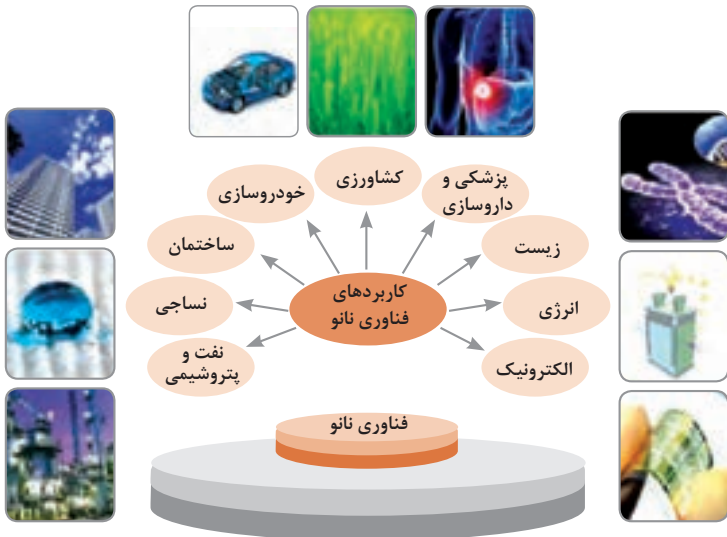 کشاورزی
پزشکی و
داروسازی
خودروسازی
زیست
ساختمان
انرژی
کاربردهای
فناوری نانو
نساجی
الکترونیک
نفت و
پتروشیمی
فناوری نانو